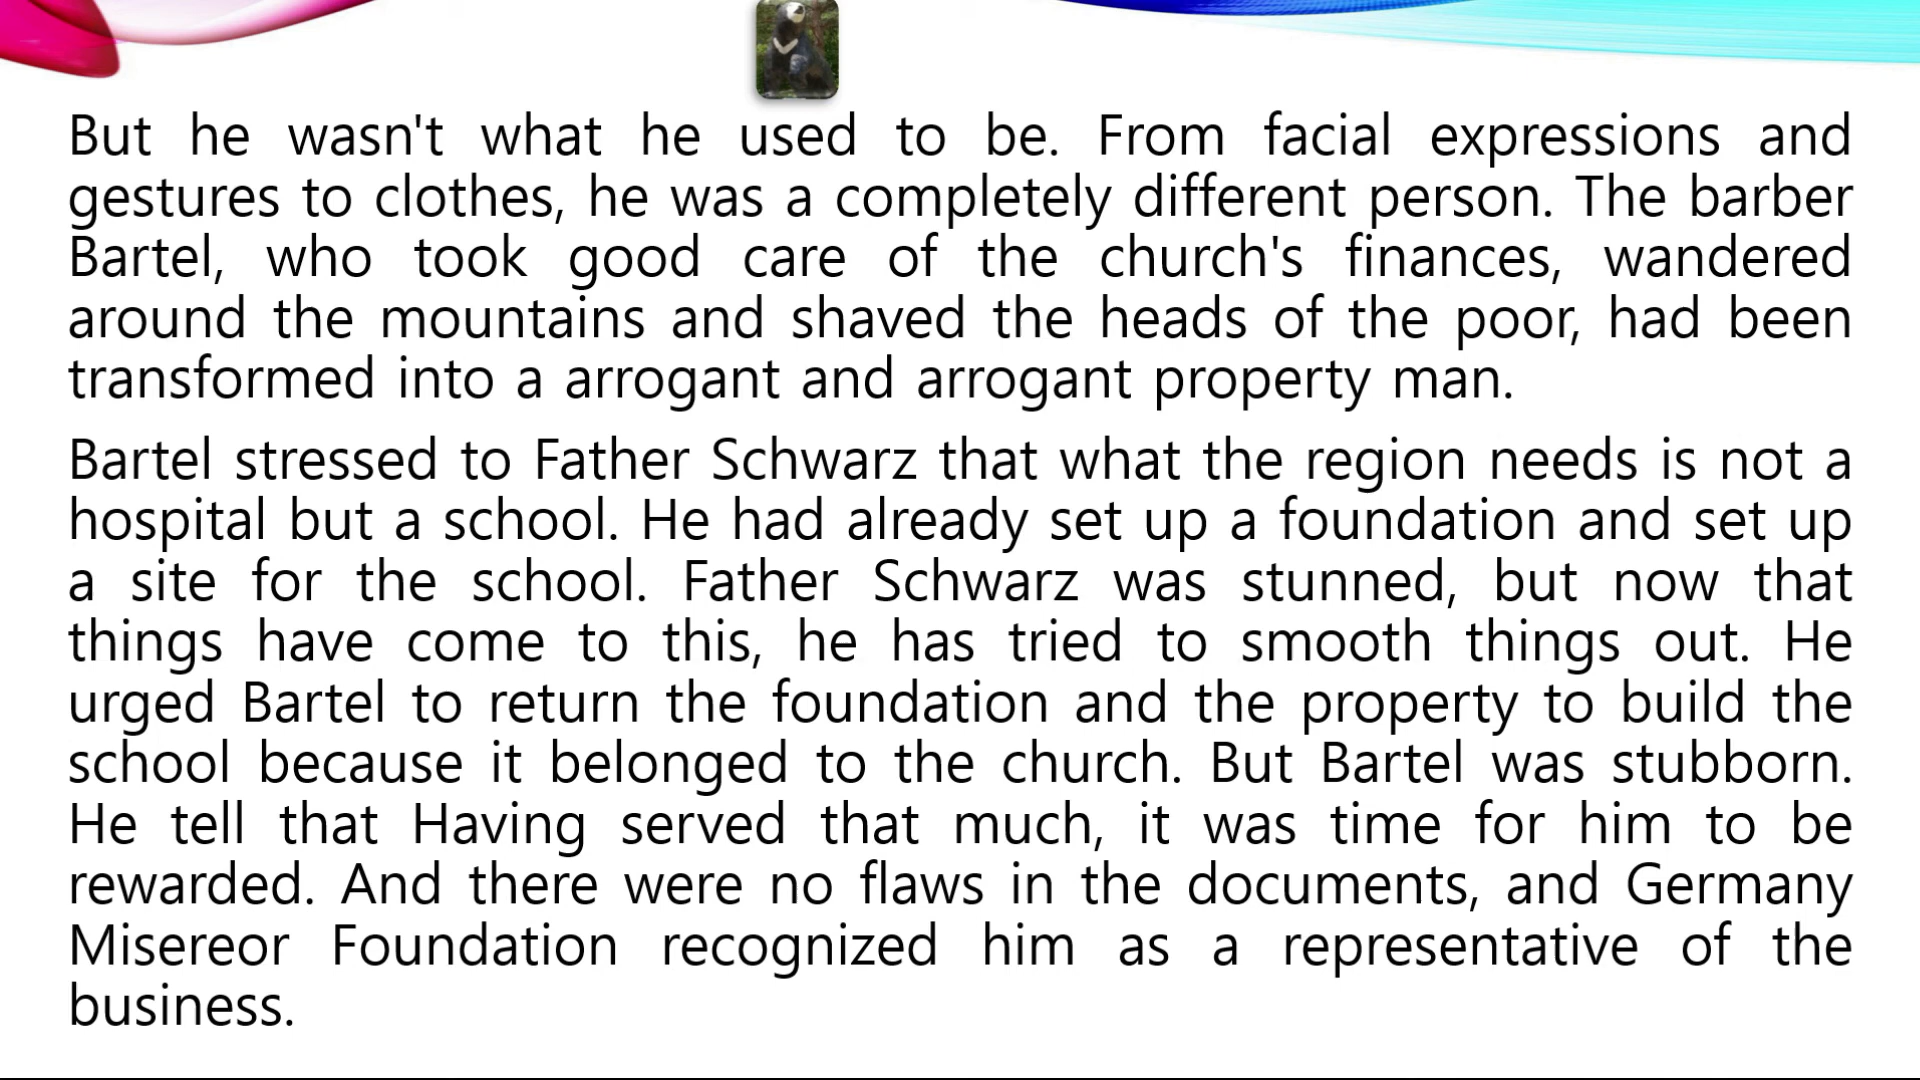 But he wasn't what he used to be. From facial expressions and
gestures to clothes, he was a completely different person. The barber
Bartel, who took good care of the church's finances, wandered
around the mountains and shaved the heads of the poor, had been
transformed into a arrogant and arrogant property man.
Bartel stressed to Father Schwarz that what the region needs is not a
hospital but a school. He had already set up a foundation and set up
a site for the school. Father Schwarz was stunned, but now that
things have come to this, he has tried to smooth things out. He
urged Bartel to return the foundation and the property to build the
school because it belonged to the church. But Bartel was stubborn.
He tell that Having served that much, it was time for him to be
rewarded. And there were no flaws in the documents, and Germany
Misereor Foundation recognized him as a representative of the
business.